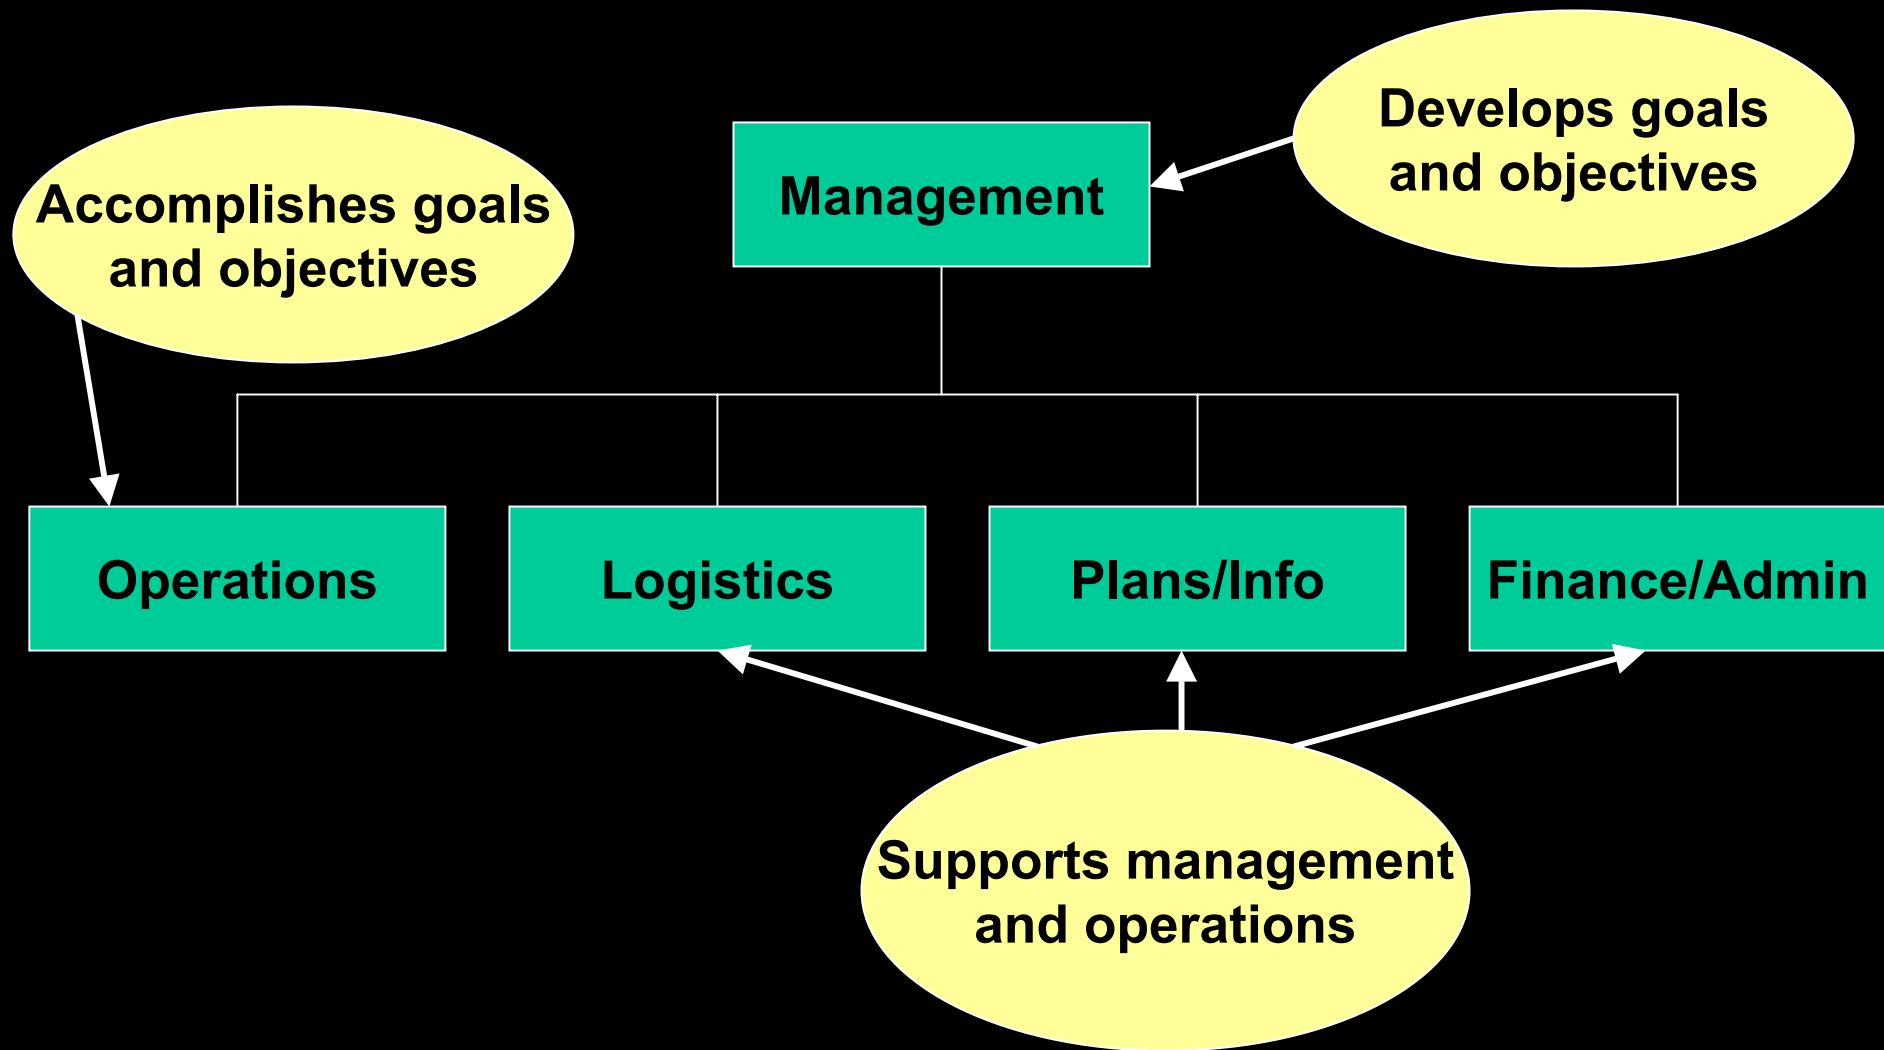 Develops goals
and objectives
Accomplishes goals
and objectives
Management
Operations
Logistics
Plans/Info
Finance/Admin
Supports management
and operations